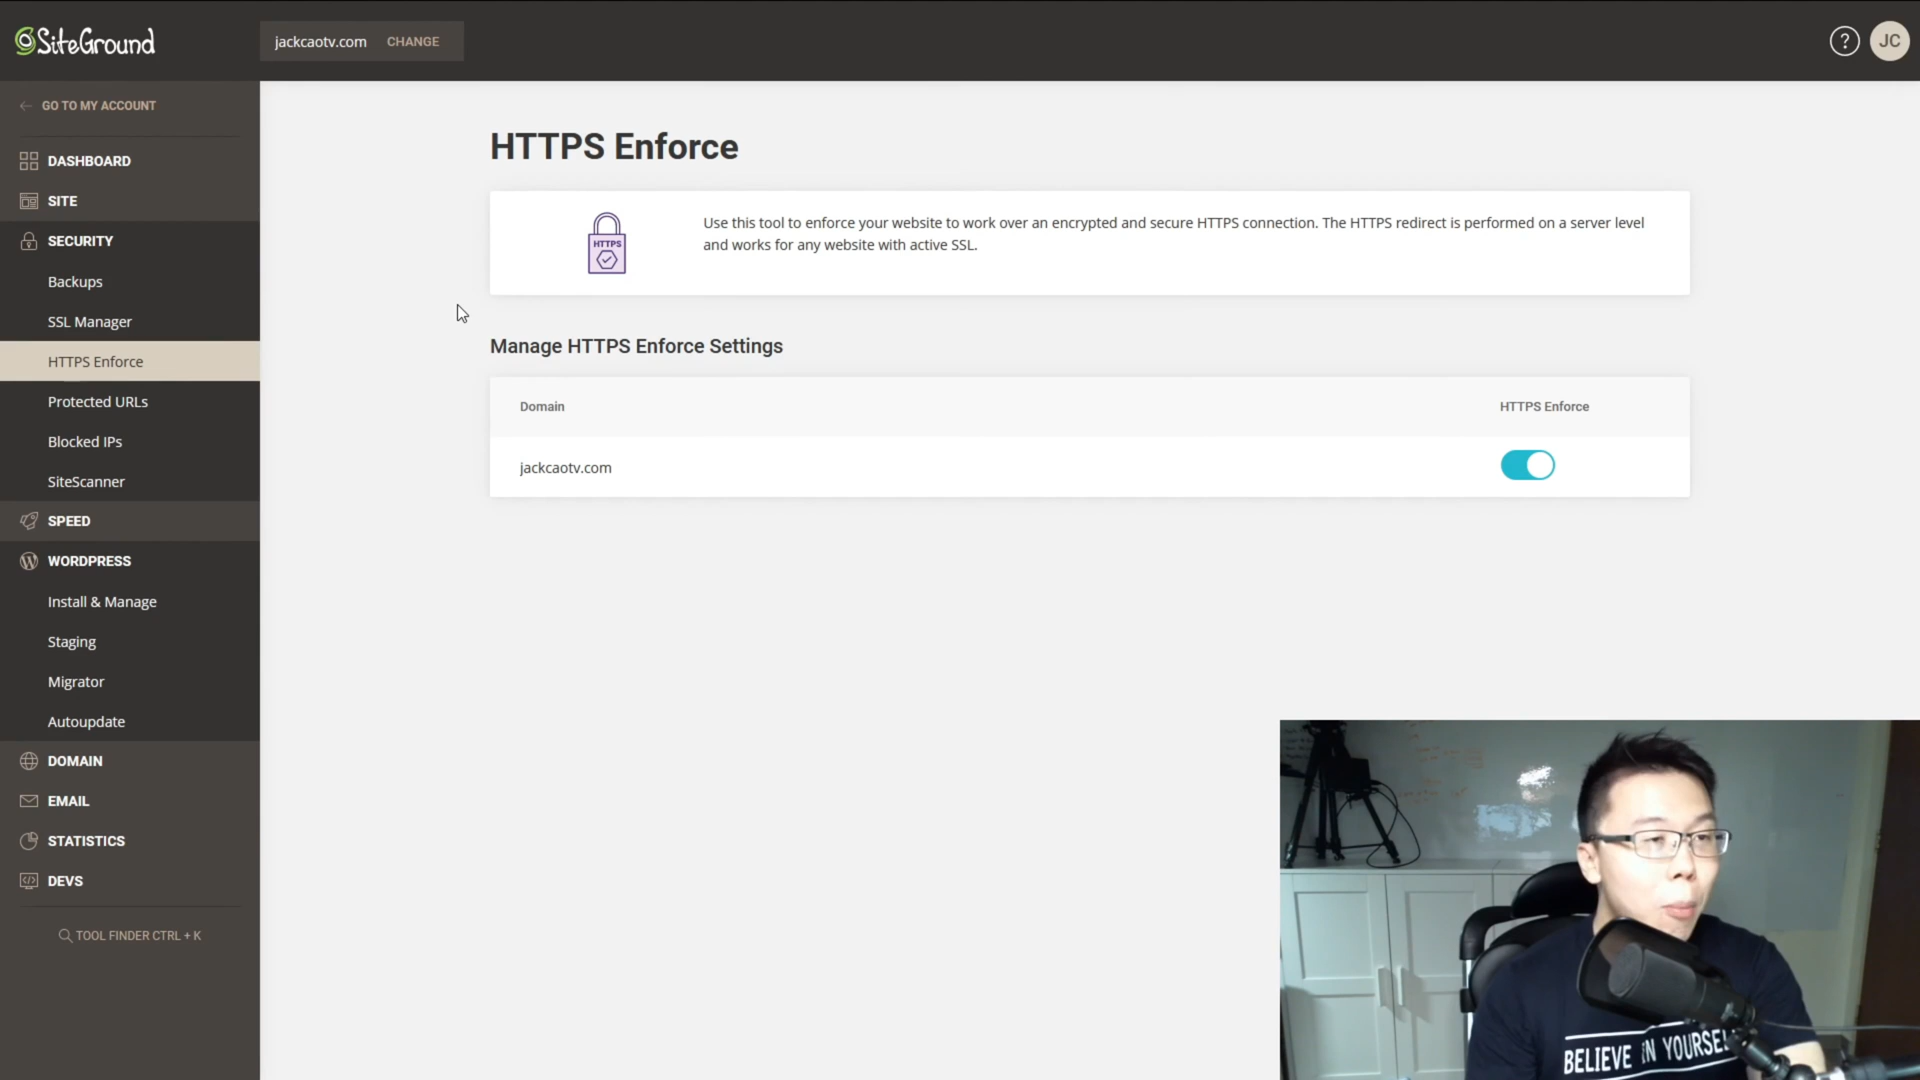 SiteGround
jackcaotv.com CHANGE
? JC
GO TO MY ACCOUNT
DASHBOARD
SITE
SECURITY
Backups
SSL Manager
HTTPS Enforce
Protected URLs
Blocked IPs
SiteScanner
SPEED
WORDPRESS
Install & Manage
Staging
Migrator
Autoupdate
DOMAIN
EMAIL
STATISTICS
DEVS
TOOL FINDER CTRL + K
HTTPS Enforce
HTTPS
Use this tool to enforce your website to work over an encrypted and secure HTTPS connection. The HTTPS redirect is performed on a server level
and works for any website with active SSL.
Manage HTTPS Enforce Settings
Domain HTTPS Enforce
jackcaotv.com
BELIEVE IN YOURSEL